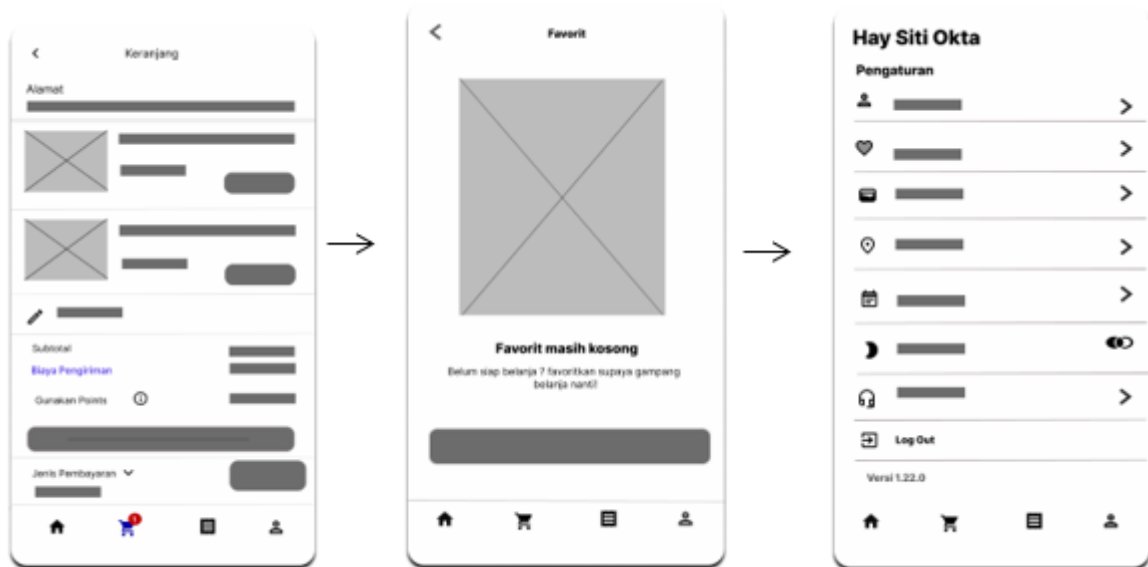 Keranjang
Alamat
Subtotal
Biaya Pengiriman
Gunakan Points
Jenis Pembayaran
1
Favorit
Favorit masih kosong
Belum siap belanja ? favoritkan supaya gampang
belanja nanti!
Hay Siti Okta
Pengaturan
Log Out
Versi 1.22.0